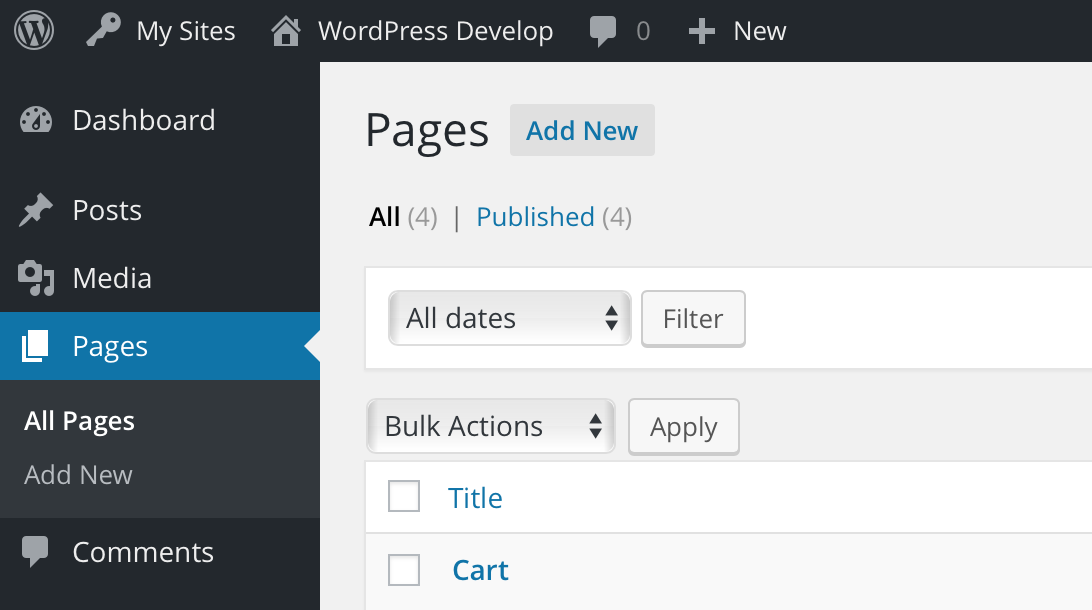 My Sites WordPress Develop 0 New
Dashboard
Posts
Media
Pages
All Pages
Add New
Comments
Pages Add New
All (4) | Published (4)
All dates Filter
Bulk Actions Apply
Title
Cart